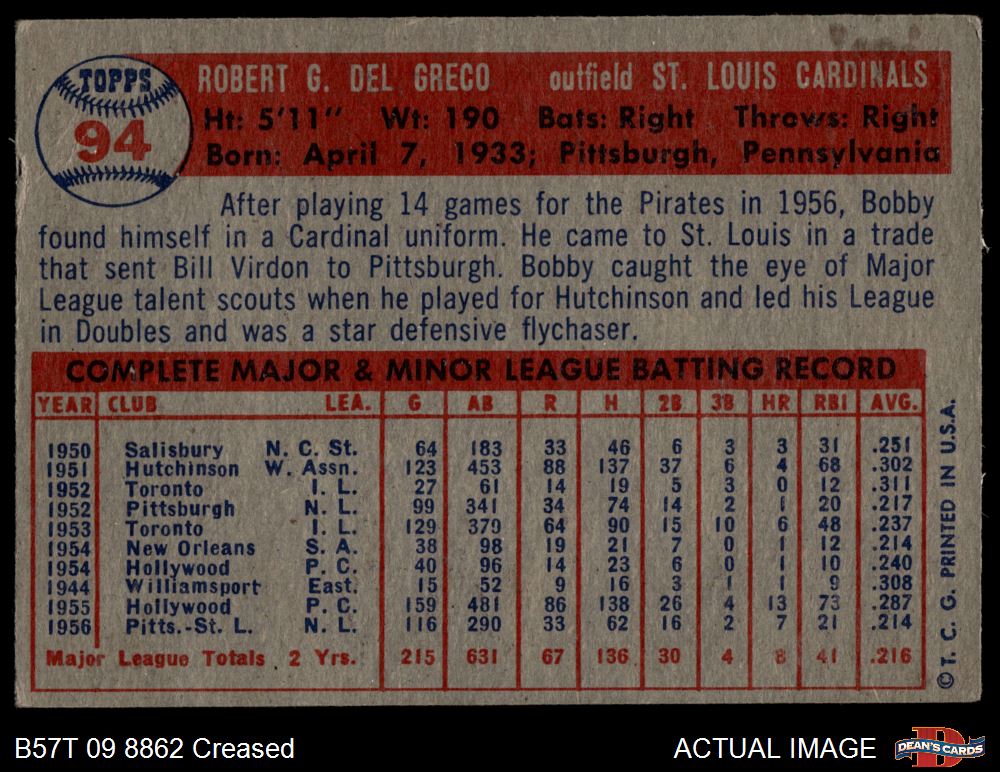 TOPPS
94
ROBERT G. DEL GRECO outfield ST. LOUIS CARDINALS
Ht: 5'11" Wt: 190 Bats: Right Throws: Right
Born: April 7, 1933; Pittsburgh, Pennsylvania
After playing 14 games for the Pirates in 1956, Bobby
found himself in a Cardinal uniform. He came to St. Louis in a trade
that sent Bill Virdon to Pittsburgh. Bobby caught the eye of Major
League talent scouts when he played for Hutchinson and led his League
in Doubles and was a star defensive flychaser.
COMPLETE MAJOR & MINOR LEAGUE BATTING RECORD
YEAR CLUB LEA. G AB R H 2B 3B HR RBI AVG.
1950 Salisbury N. C. St. 64 183 33 46 6 3 3 31 .251
1951 Hutchinson W. Assn. 123 453 88 137 37 6 4 68 .302
1952 Toronto I. L. 27 61 14 19 5 3 0 12 .311
1952 Pittsburgh N. L. 99 341 34 74 14 2 1 20 .217
1953 Toronto I. L. 129 379 64 90 15 10 6 48 .237
1954 New Orleans S. A. 38 98 19 21 7 0 1 12 .214
1954 Hollywood P. C. 40 96 14 23 6 0 1 10 .240
1944 Williamsport East. 15 52 9 16 3 1 1 9 .308
1955 Hollywood P. C. 159 481 86 138 26 4 13 73 .287
1956 Pitts.-St. L. N. L. 116 290 33 62 16 2 7 21 .214
Major League Totals 2 Yrs. 215 631 67 136 30 4 8 41 .216
© T. C. G. PRINTED IN U.S.A.
B57T 09 8862 Creased
ACTUAL IMAGE
DEAN'S CARDS